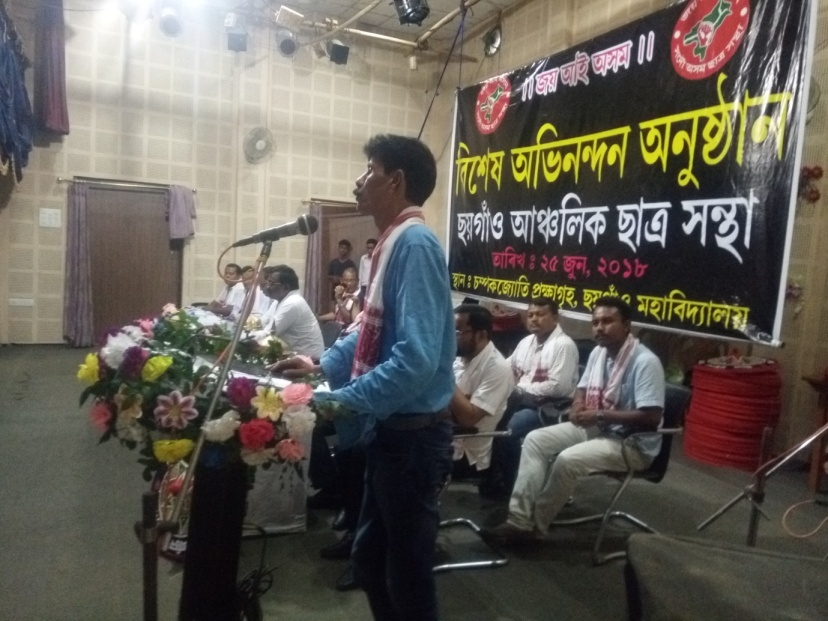 ।। জয় আই অসম ।।
বিশেষ অভিনন্দন অনুষ্ঠান
ছয়গাঁও আঞ্চলিক ছাত্ৰ সন্থা
তাৰিখ : ২৫ জুন, ২০১৮
স্থান : চম্পকজ্যোতি প্ৰেক্ষাগৃহ, ছয়গাঁও মহাবিদ্যালয়